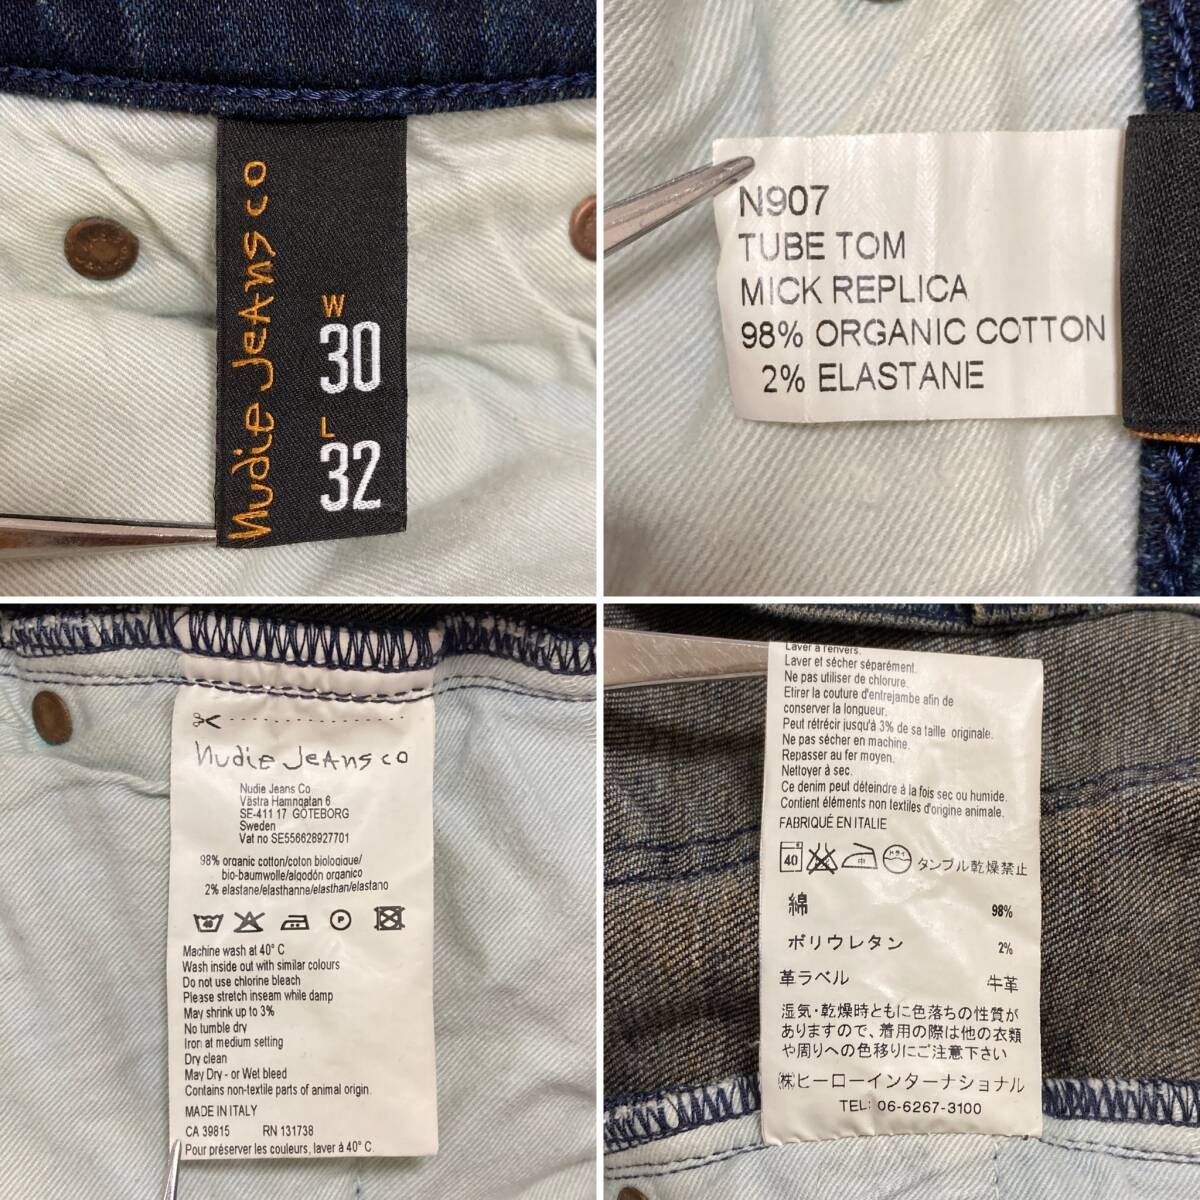 nudie jeans co
W
30
L
32
N907
TUBE TOM
MICK REPLICA
98% ORGANIC COTTON
2% ELASTANE
nudie jeans co
Nudie Jeans Co
Västra Hamngatan 6
SE-411 17 GÖTEBORG
Sweden
Vat no SE556628927701
98% organic cotton/coton biologique/
bio-baumwolle/algodón organico
2% elastane/elasthanne/elasthan/elastano
40
P
Machine wash at 40° C
Wash inside out with similar colours
Do not use chlorine bleach
Please stretch inseam while damp
May shrink up to 3%
No tumble dry
Iron at medium setting
Dry clean
May Dry - or Wet bleed
Contains non-textile parts of animal origin.
MADE IN ITALY
CA 39815 RN 131738
Pour préserver les couleurs, laver à 40° C.
Laver à l'envers.
Laver et sécher séparément.
Ne pas utiliser de chlorure.
Etirer la couture d'entrejambe afin de
conserver la longueur.
Peut rétrécir jusqu'à 3% de sa taille originale.
Ne pas sécher en machine.
Repasser au fer moyen.
Nettoyer à sec.
Ce denim peut déteindre à la fois sec ou humide.
Contient éléments non textiles d'origine animale.
FABRIQUÉ EN ITALIE
40 中 ドライ タンブル乾燥禁止
綿 98%
ポリウレタン 2%
革ラベル 牛革
湿気・乾燥時ともに色落ちの性質が
ありますので、着用の際は他の衣類
や周りへの色移りにご注意下さい
㈱ヒーローインターナショナル
TEL: 06-6267-3100